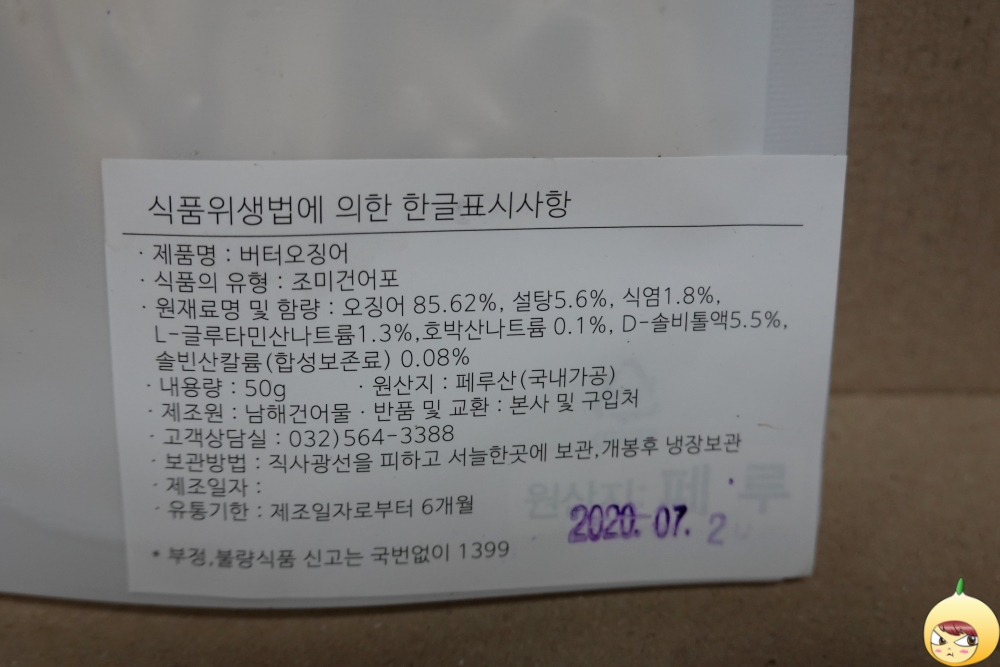 식품위생법에 의한 한글표시사항
· 제품명 : 버터오징어
· 식품의 유형 : 조미건어포
· 원재료명 및 함량 : 오징어 85.62%, 설탕5.6%, 식염1.8%,
L-글루타민산나트륨1.3%,호박산나트륨 0.1%, D-솔비톨액5.5%,
솔빈산칼륨(합성보존료) 0.08%
· 내용량 : 50g · 원산지 : 페루산(국내가공)
· 제조원 : 남해건어물 · 반품 및 교환 : 본사 및 구입처
· 고객상담실 : 032)564-3388
· 보관방법 : 직사광선을 피하고 서늘한곳에 보관,개봉후 냉장보관
· 제조일자 :
원산지: 페 루
· 유통기한 : 제조일자로부터 6개월
2020. 07. 2
* 부정,불량식품 신고는 국번없이 1399